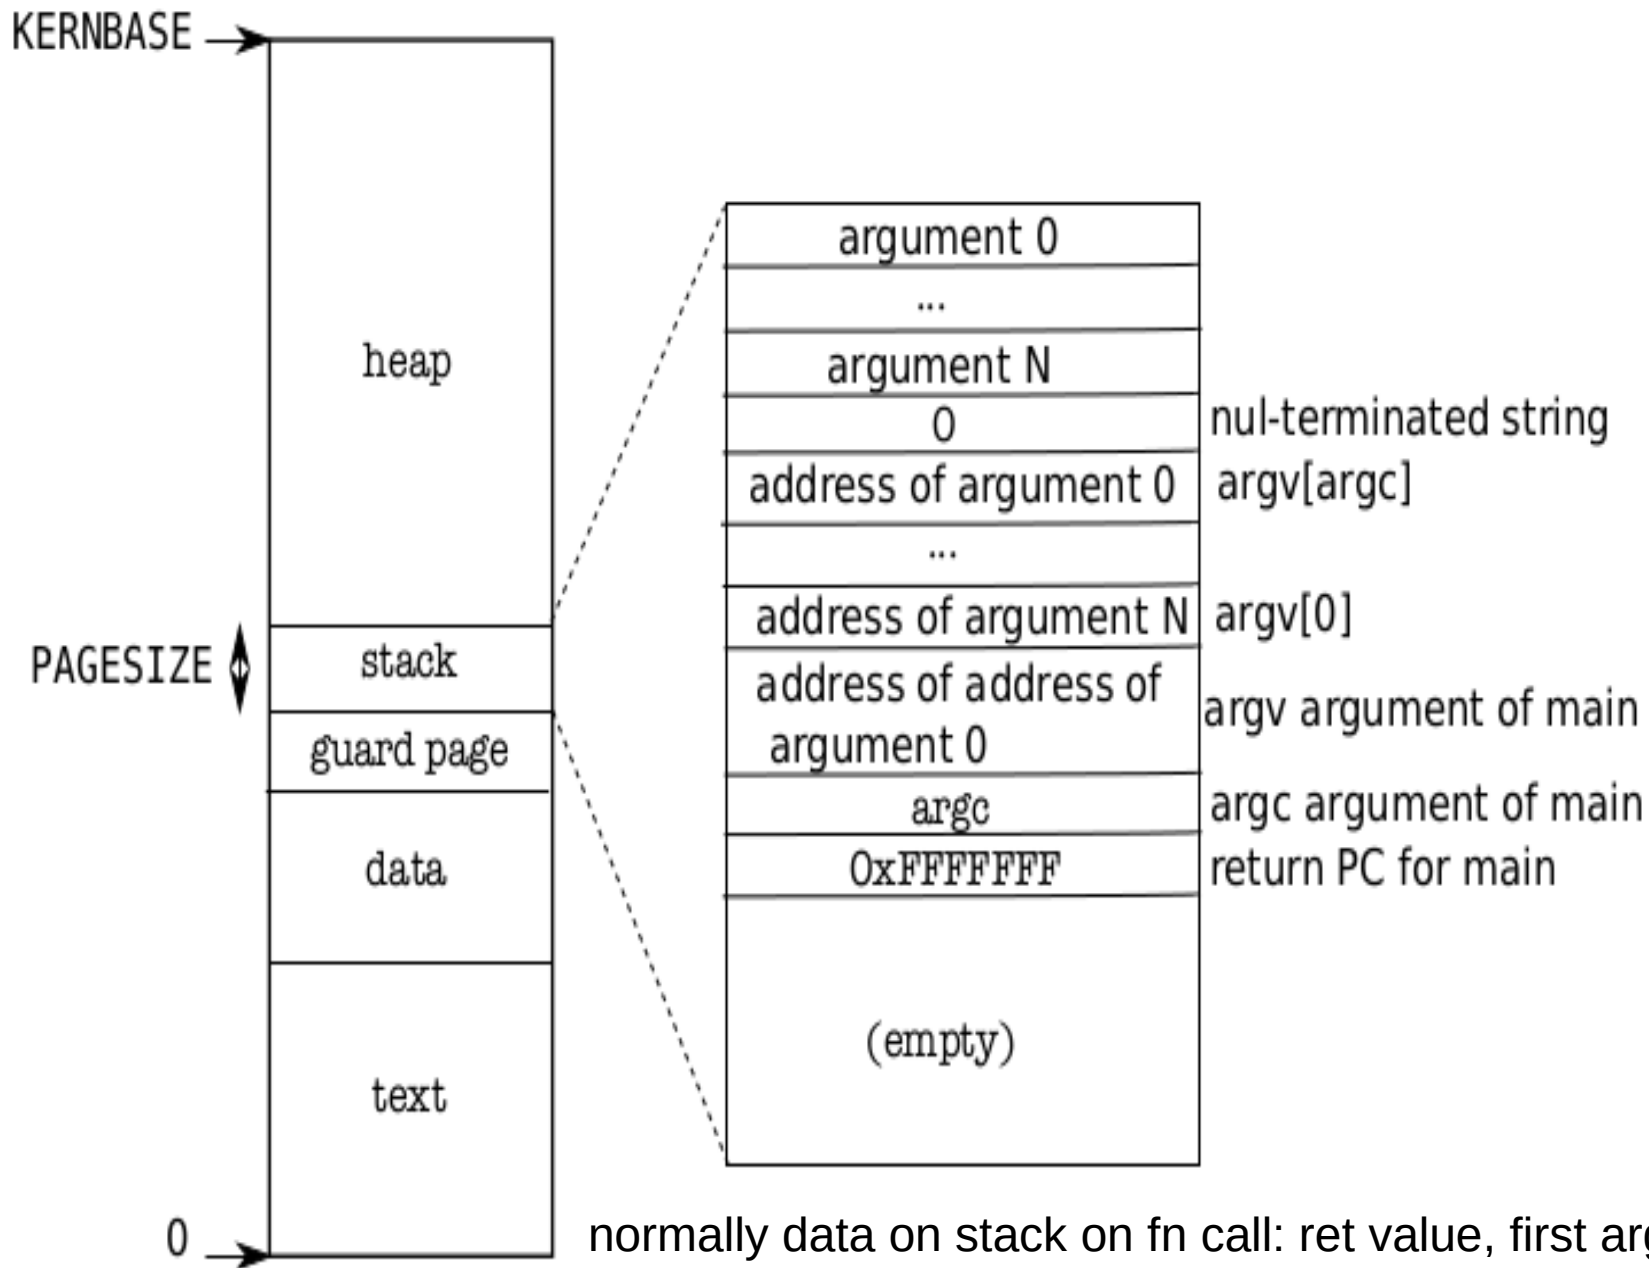 KERNBASE
heap
PAGESIZE
stack
guard page
data
text
0
argument 0
...
argument N
0 nul-terminated string
address of argument 0 argv[argc]
...
address of argument N argv[0]
address of address of
argument 0
argv argument of main
argc argc argument of main
0xFFFFFFF return PC for main
(empty)
normally data on stack on fn call: ret value, first